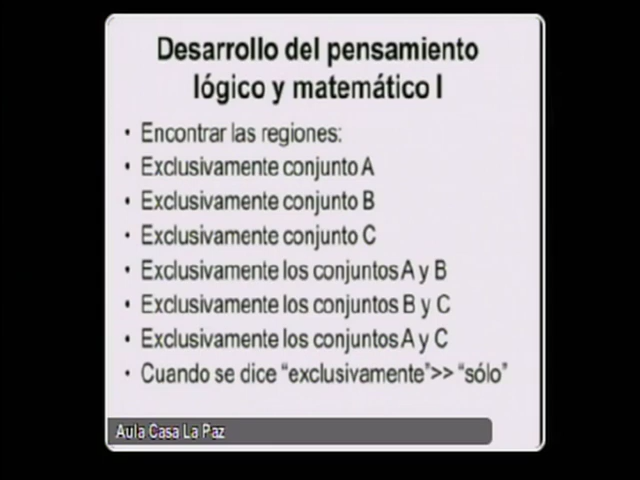 Desarrollo del pensamiento
lógico y matemático I
• Encontrar las regiones:
• Exclusivamente conjunto A
• Exclusivamente conjunto B
• Exclusivamente conjunto C
• Exclusivamente los conjuntos A y B
• Exclusivamente los conjuntos B y C
• Exclusivamente los conjuntos A y C
• Cuando se dice “exclusivamente”>> “sólo”
Aula Casa La Paz